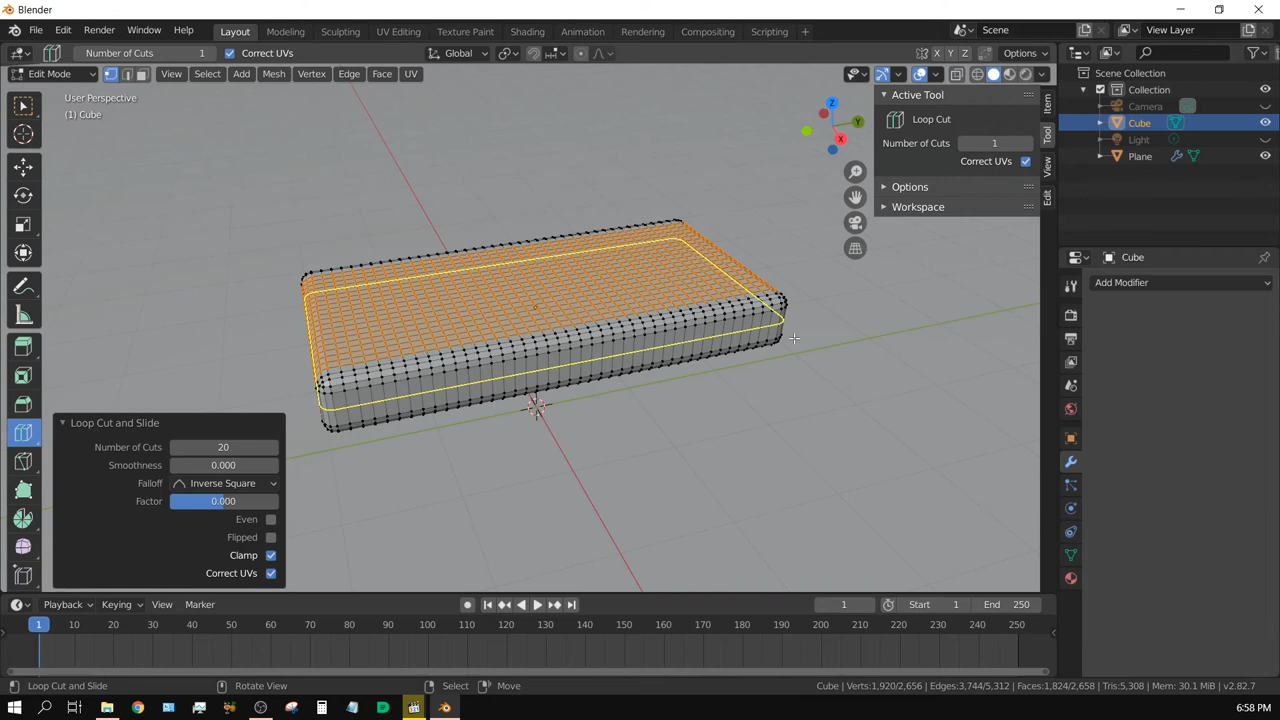 Blender
File Edit Render Window Help Layout Modeling Sculpting UV Editing Texture Paint Shading Animation Rendering Compositing Scripting + Scene View Layer
Number of Cuts 1 Correct UVs Global X Y Z Options
Edit Mode View Select Add Mesh Vertex Edge Face UV
User Perspective
(1) Cube
Z
Y
X
Active Tool
Loop Cut
Number of Cuts 1
Correct UVs
Options
Workspace
Item
Tool
View
Edit
Scene Collection
Collection
Camera
Cube
Light
Plane
Cube
Add Modifier
Loop Cut and Slide
Number of Cuts 20
Smoothness 0.000
Falloff Inverse Square
Factor 0.000
Even
Flipped
Clamp
Correct UVs
Playback Keying View Marker 1 Start 1 End 250
1 10 20 30 40 50 60 70 80 90 100 110 120 130 140 150 160 170 180 190 200 210 220 230 240 250
Loop Cut and Slide Rotate View Select Move Cube | Verts:1,920/2,656 | Edges:3,744/5,312 | Faces:1,824/2,658 | Tris:5,308 | Mem: 30.1 MiB | v2.82.7
6:58 PM